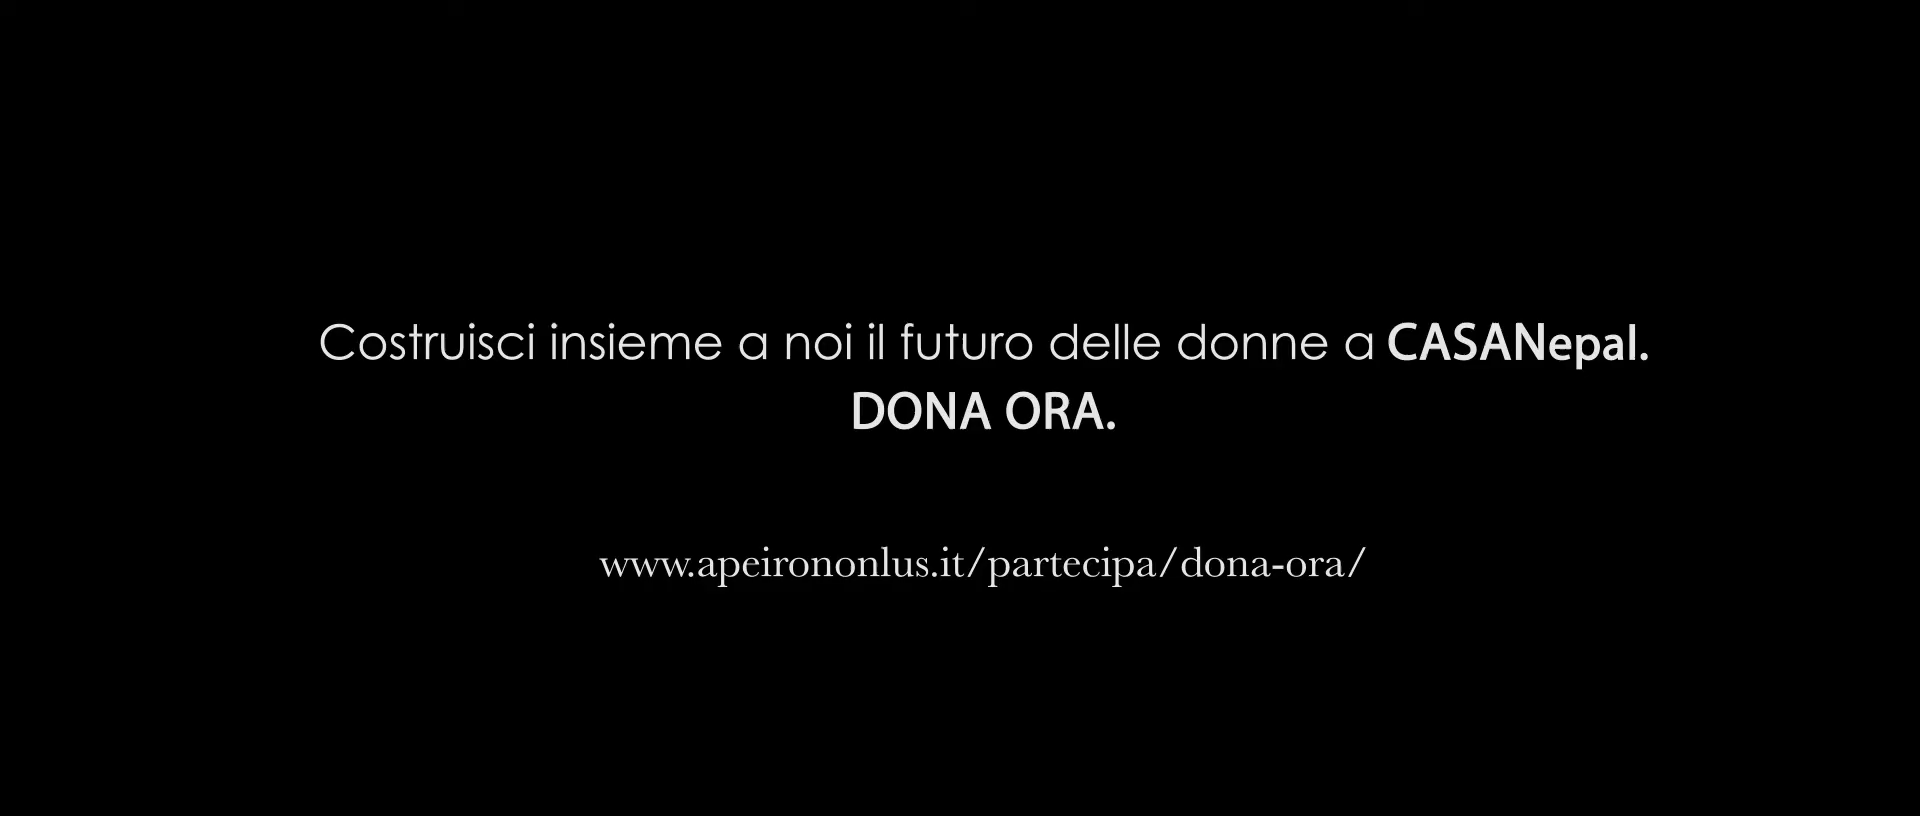 Costruisci insieme a noi il futuro delle donne a CASANepal.
DONA ORA.
www.apeirononlus.it/partecipa/dona-ora/